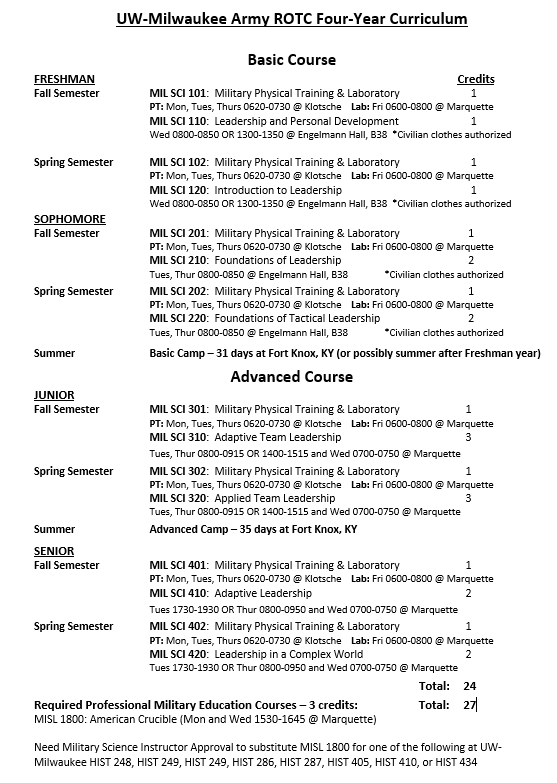 UW-Milwaukee Army ROTC Four-Year Curriculum
Basic Course
FRESHMAN Credits
Fall Semester MIL SCI 101: Military Physical Training & Laboratory 1
PT: Mon, Tues, Thurs 0620-0730 @ Klotsche Lab: Fri 0600-0800 @ Marquette
MIL SCI 110: Leadership and Personal Development 1
Wed 0800-0850 OR 1300-1350 @ Engelmann Hall, B38 *Civilian clothes authorized
Spring Semester MIL SCI 102: Military Physical Training & Laboratory 1
PT: Mon, Tues, Thurs 0620-0730 @ Klotsche Lab: Fri 0600-0800 @ Marquette
MIL SCI 120: Introduction to Leadership 1
Wed 0800-0850 OR 1300-1350 @ Engelmann Hall, B38 *Civilian clothes authorized
SOPHOMORE
Fall Semester MIL SCI 201: Military Physical Training & Laboratory 1
PT: Mon, Tues, Thurs 0620-0730 @ Klotsche Lab: Fri 0600-0800 @ Marquette
MIL SCI 210: Foundations of Leadership 2
Tues, Thur 0800-0850 @ Engelmann Hall, B38 *Civilian clothes authorized
Spring Semester MIL SCI 202: Military Physical Training & Laboratory 1
PT: Mon, Tues, Thurs 0620-0730 @ Klotsche Lab: Fri 0600-0800 @ Marquette
MIL SCI 220: Foundations of Tactical Leadership 2
Tues, Thur 0800-0850 @ Engelmann Hall, B38 *Civilian clothes authorized
Summer Basic Camp – 31 days at Fort Knox, KY (or possibly summer after Freshman year)
Advanced Course
JUNIOR
Fall Semester MIL SCI 301: Military Physical Training & Laboratory 1
PT: Mon, Tues, Thurs 0620-0730 @ Klotsche Lab: Fri 0600-0800 @ Marquette
MIL SCI 310: Adaptive Team Leadership 3
Tues, Thur 0800-0915 OR 1400-1515 and Wed 0700-0750 @ Marquette
Spring Semester MIL SCI 302: Military Physical Training & Laboratory 1
PT: Mon, Tues, Thurs 0620-0730 @ Klotsche Lab: Fri 0600-0800 @ Marquette
MIL SCI 320: Applied Team Leadership 3
Tues, Thur 0800-0915 OR 1400-1515 and Wed 0700-0750 @ Marquette
Summer Advanced Camp – 35 days at Fort Knox, KY
SENIOR
Fall Semester MIL SCI 401: Military Physical Training & Laboratory 1
PT: Mon, Tues, Thurs 0620-0730 @ Klotsche Lab: Fri 0600-0800 @ Marquette
MIL SCI 410: Adaptive Leadership 2
Tues 1730-1930 OR Thur 0800-0950 and Wed 0700-0750 @ Marquette
Spring Semester MIL SCI 402: Military Physical Training & Laboratory 1
PT: Mon, Tues, Thurs 0620-0730 @ Klotsche Lab: Fri 0600-0800 @ Marquette
MIL SCI 420: Leadership in a Complex World 2
Tues 1730-1930 OR Thur 0800-0950 and Wed 0700-0750 @ Marquette
Total: 24
Required Professional Military Education Courses – 3 credits: Total: 27
MISL 1800: American Crucible (Mon and Wed 1530-1645 @ Marquette)
Need Military Science Instructor Approval to substitute MISL 1800 for one of the following at UW-
Milwaukee HIST 248, HIST 249, HIST 249, HIST 286, HIST 287, HIST 405, HIST 410, or HIST 434